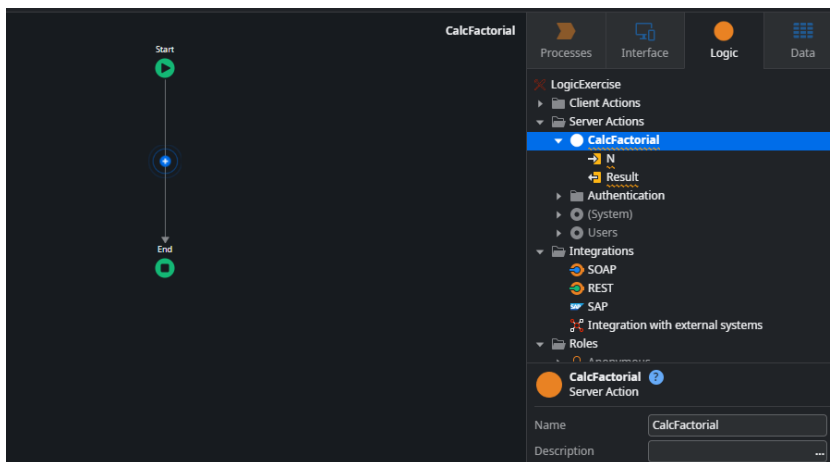 CalcFactorial
Start
End
Processes
Interface
Logic
Data
LogicExercise
Client Actions
Server Actions
CalcFactorial
N
Result
Authentication
(System)
Users
Integrations
SOAP
REST
SAP
Integration with external systems
Roles
Anonymous
CalcFactorial ?
Server Action
Name CalcFactorial
Description ...